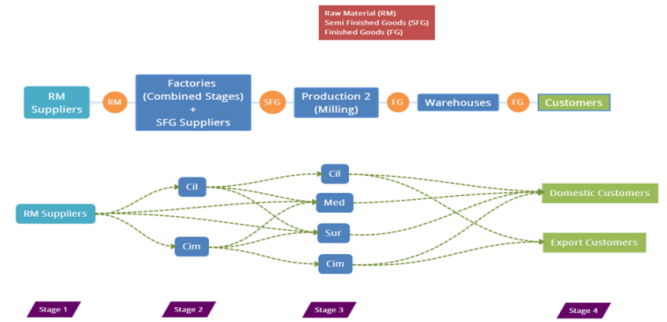 Raw Material (RM)
Semi Finished Goods (SFG)
Finished Goods (FG)
RM
Suppliers
RM
Factories
(Combined Stages)
+
SFG Suppliers
SFG
Production 2
(Milling)
FG
Warehouses
FG
Customers
RM Suppliers
Cil
Cim
Cil
Med
Sur
Cim
Domestic Customers
Export Customers
Stage 1
Stage 2
Stage 3
Stage 4